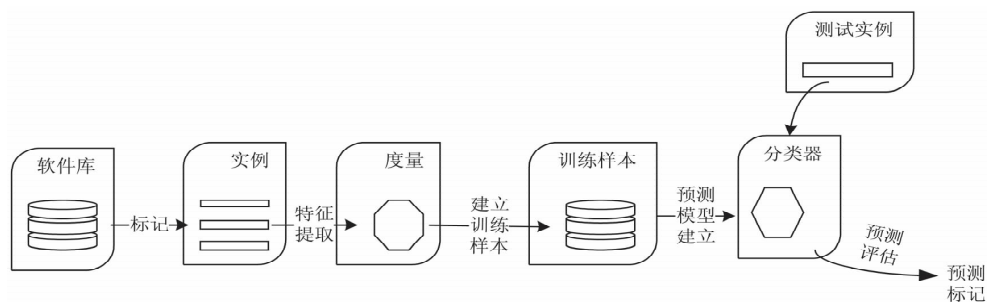 测试实例
软件库
标记
实例
特征
提取
度量
建立
训练
样本
训练样本
预测
模型
建立
分类器
预测
评估
预测
标记